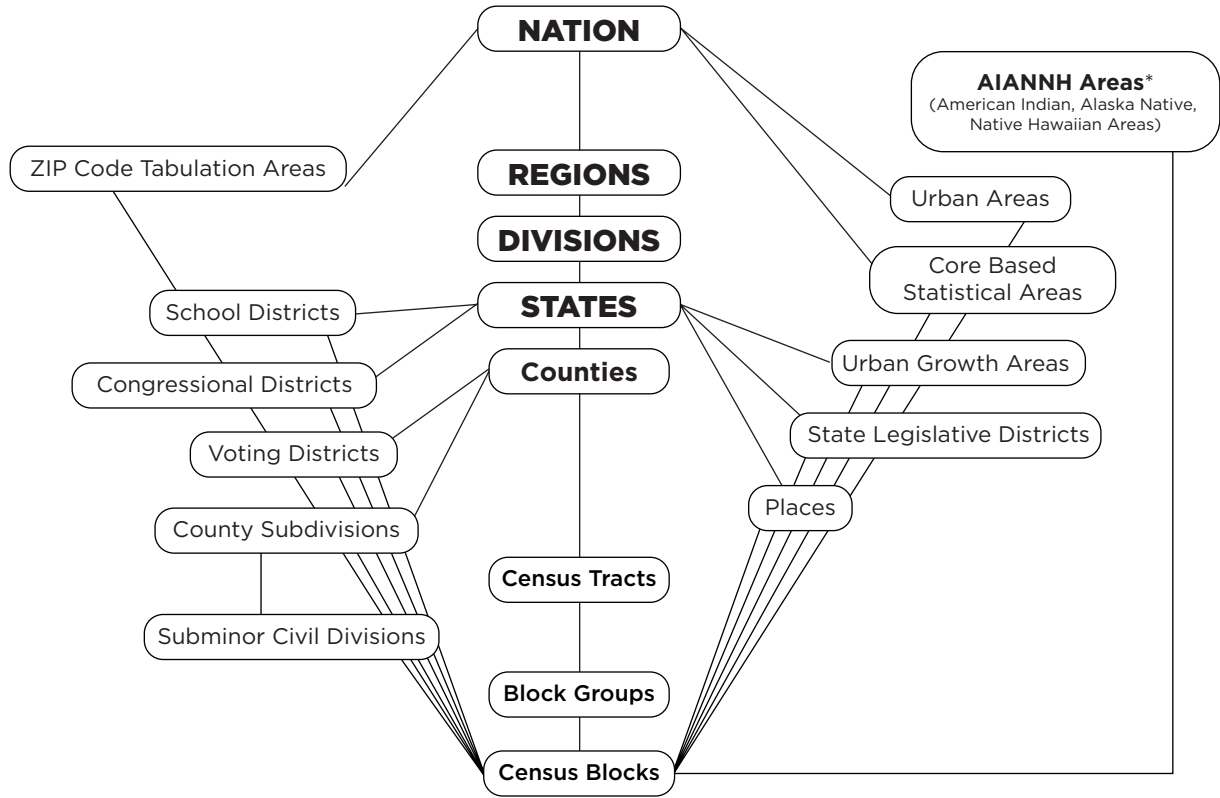 NATION
AIANNH Areas*
(American Indian, Alaska Native,
Native Hawaiian Areas)
ZIP Code Tabulation Areas
REGIONS
Urban Areas
DIVISIONS
Core Based
Statistical Areas
School Districts
STATES
Urban Growth Areas
Congressional Districts
Counties
State Legislative Districts
Voting Districts
Places
County Subdivisions
Census Tracts
Subminor Civil Divisions
Block Groups
Census Blocks